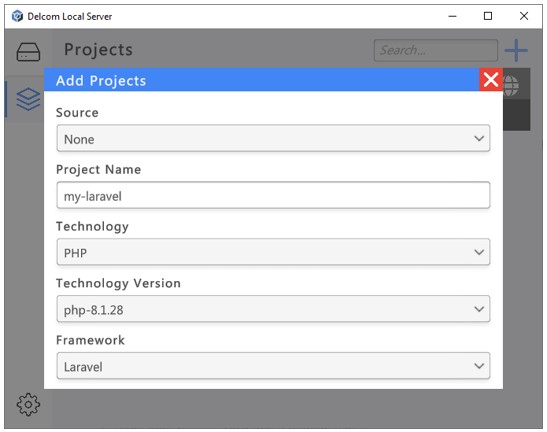 Delcom Local Server
Projects
Search...
Add Projects
Source
None
Project Name
my-laravel
Technology
PHP
Technology Version
php-8.1.28
Framework
Laravel